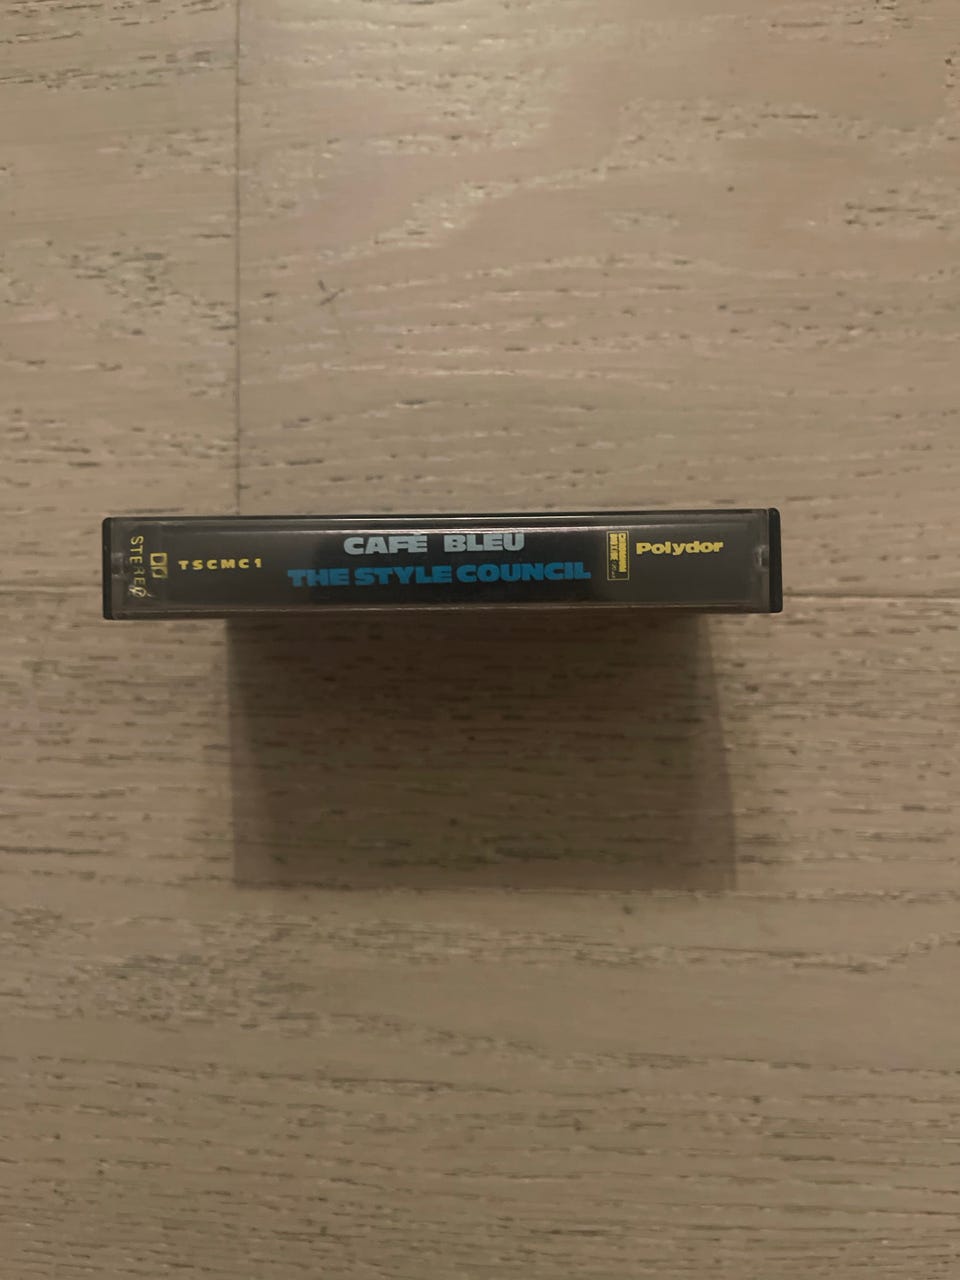 STEREO
TSCMC1
CAFÉ BLEU
THE STYLE COUNCIL
Polydor